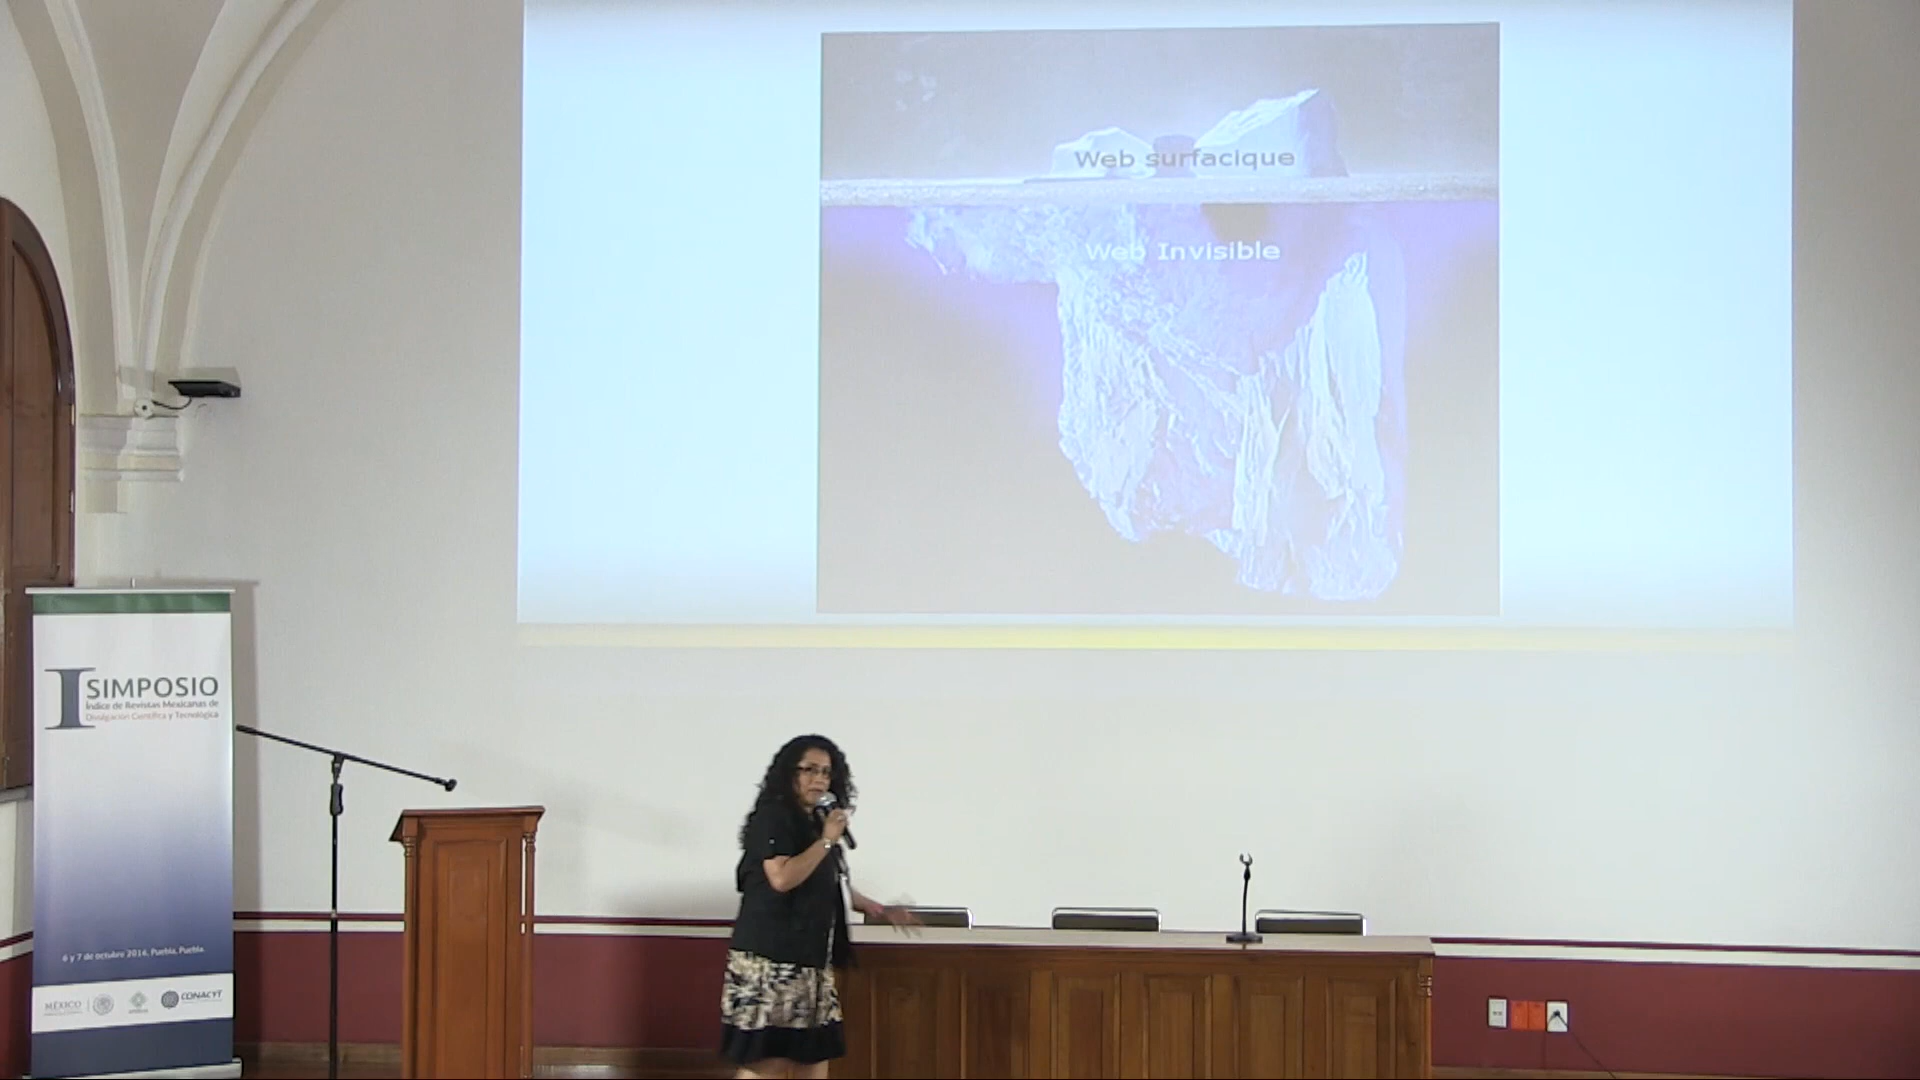 Web surfacique
Web Invisible
I SIMPOSIO
Índice de Revistas Mexicanas de
Divulgación Científica y Tecnológica
6 y 7 de octubre 2016, Puebla, Puebla.
MÉXICO
CONACYT